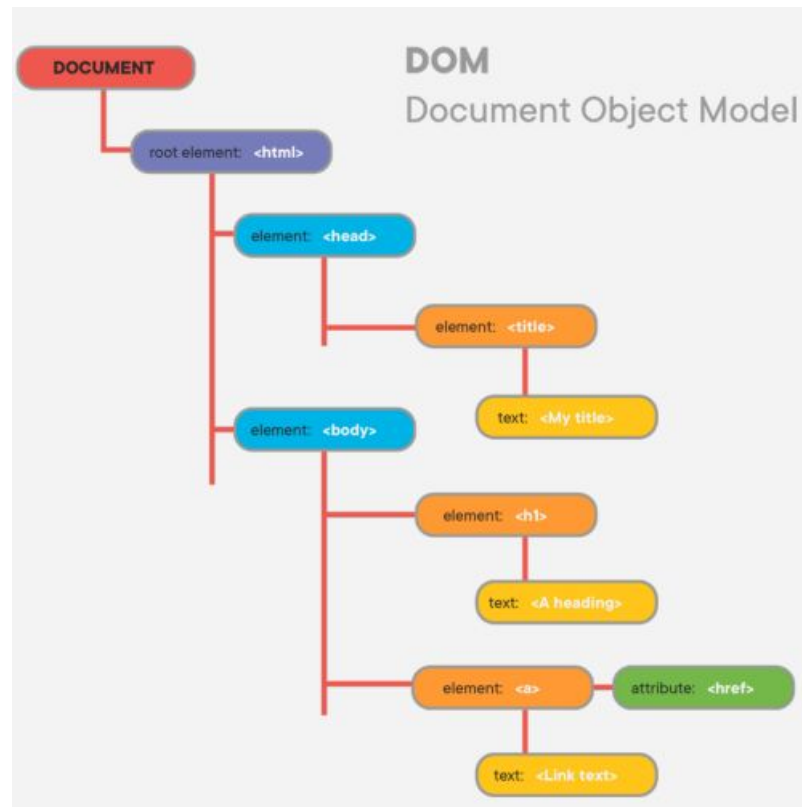 DOM
Document Object Model
DOCUMENT
root element: <html>
element: <head>
element: <title>
text: <My title>
element: <body>
element: <h1>
text: <A heading>
element: <a>
attribute: <href>
text: <Link text>